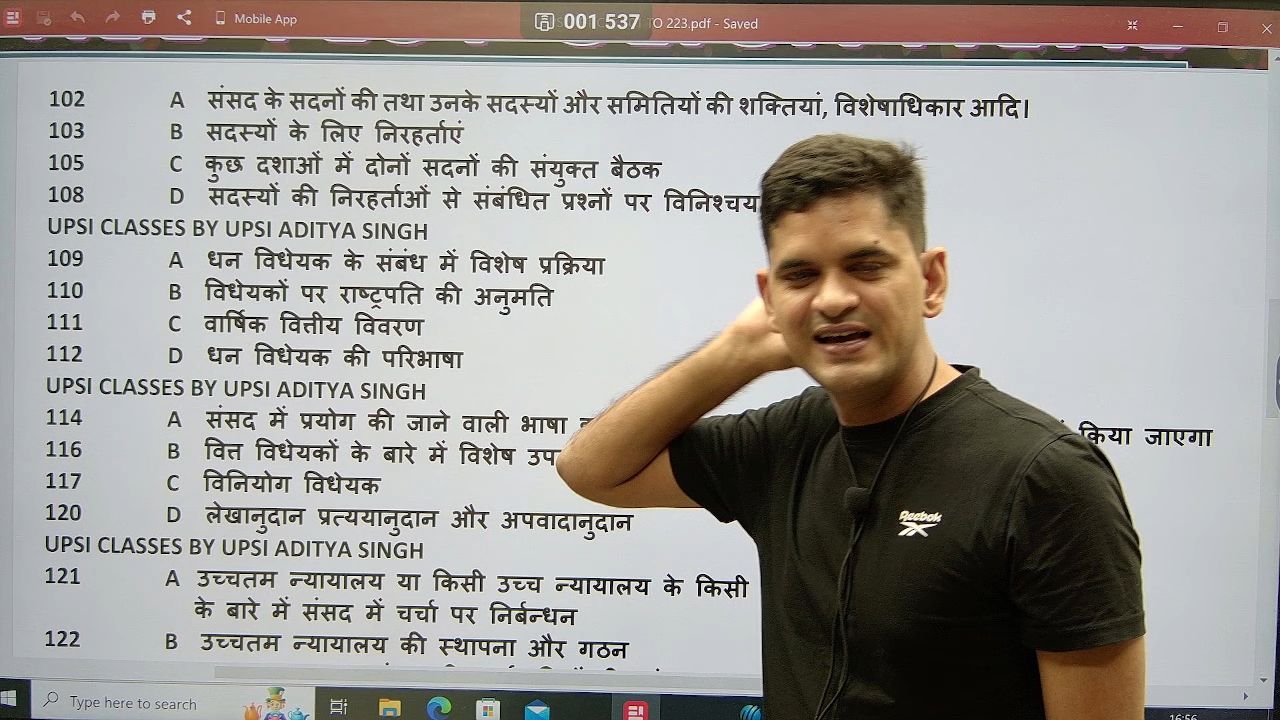 Mobile App
001 537
TO 223.pdf - Saved
102 A संसद के सदनों की तथा उनके सदस्यों और समितियों की शक्तियां, विशेषाधिकार आदि।
103 B सदस्यों के लिए निरहर्ताएं
105 C कुछ दशाओं में दोनों सदनों की संयुक्त बैठक
108 D सदस्यों की निरहर्ताओं से संबंधित प्रश्नों पर विनिश्चय
UPSI CLASSES BY UPSI ADITYA SINGH
109 A धन विधेयक के संबंध में विशेष प्रक्रिया
110 B विधेयकों पर राष्ट्रपति की अनुमति
111 C वार्षिक वित्तीय विवरण
112 D धन विधेयक की परिभाषा
UPSI CLASSES BY UPSI ADITYA SINGH
114 A संसद में प्रयोग की जाने वाली भाषा किया जाएगा
116 B वित्त विधेयकों के बारे में विशेष
117 C विनियोग विधेयक
120 D लेखानुदान प्रत्ययानुदान और अपवादानुदान
UPSI CLASSES BY UPSI ADITYA SINGH
121 A उच्चतम न्यायालय या किसी उच्च न्यायालय के किसी
के बारे में संसद में चर्चा पर निर्बन्धन
122 B उच्चतम न्यायालय की स्थापना और गठन
Reebok
Type here to search
16:56